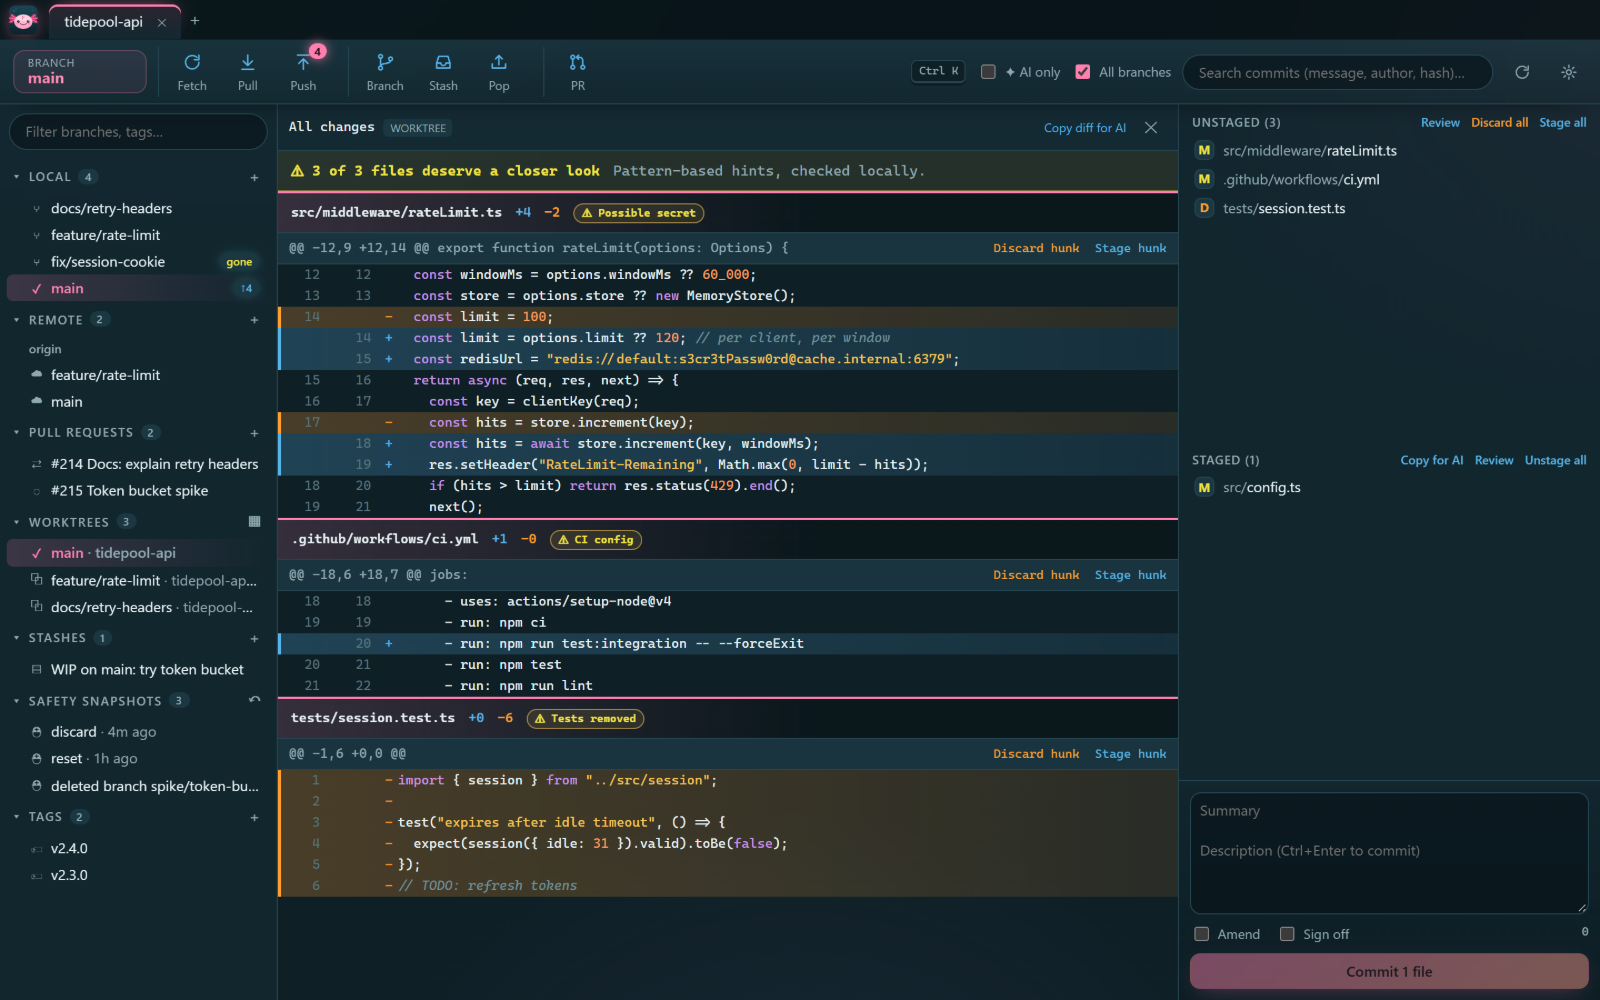 tidepool-api × +
BRANCH
main
Fetch
Pull
4
Push
Branch
Stash
Pop
PR
Ctrl K
✦ AI only
All branches
Search commits (message, author, hash)...
Filter branches, tags...
LOCAL 4 +
docs/retry-headers
feature/rate-limit
fix/session-cookie gone
✓ main ↑4
REMOTE 2 +
origin
feature/rate-limit
main
PULL REQUESTS 2 +
#214 Docs: explain retry headers
#215 Token bucket spike
WORKTREES 3
✓ main · tidepool-api
feature/rate-limit · tidepool-ap...
docs/retry-headers · tidepool-...
STASHES 1 +
WIP on main: try token bucket
SAFETY SNAPSHOTS 3
discard · 4m ago
reset · 1h ago
deleted branch spike/token-bu...
TAGS 2 +
v2.4.0
v2.3.0
All changes WORKTREE Copy diff for AI
⚠ 3 of 3 files deserve a closer look Pattern-based hints, checked locally.
src/middleware/rateLimit.ts +4 −2 ⚠ Possible secret
@@ -12,9 +12,14 @@ export function rateLimit(options: Options) { Discard hunk Stage hunk
12 12 const windowMs = options.windowMs ?? 60_000;
13 13 const store = options.store ?? new MemoryStore();
14 − const limit = 100;
14 + const limit = options.limit ?? 120; // per client, per window
15 + const redisUrl = "redis://default:s3cr3tPassw0rd@cache.internal:6379";
15 16 return async (req, res, next) => {
16 17 const key = clientKey(req);
17 − const hits = store.increment(key);
18 + const hits = await store.increment(key, windowMs);
19 + res.setHeader("RateLimit-Remaining", Math.max(0, limit - hits));
18 20 if (hits > limit) return res.status(429).end();
19 21 next();
.github/workflows/ci.yml +1 −0 ⚠ CI config
@@ -18,6 +18,7 @@ jobs: Discard hunk Stage hunk
18 18 - uses: actions/setup-node@v4
19 19 - run: npm ci
20 + - run: npm run test:integration -- --forceExit
20 21 - run: npm test
21 22 - run: npm run lint
tests/session.test.ts +0 −6 ⚠ Tests removed
@@ -1,6 +0,0 @@ Discard hunk Stage hunk
1 − import { session } from "../src/session";
2 −
3 − test("expires after idle timeout", () => {
4 − expect(session({ idle: 31 }).valid).toBe(false);
5 − });
6 − // TODO: refresh tokens
UNSTAGED (3) Review Discard all Stage all
M src/middleware/rateLimit.ts
M .github/workflows/ci.yml
D tests/session.test.ts
STAGED (1) Copy for AI Review Unstage all
M src/config.ts
Summary
Description (Ctrl+Enter to commit)
Amend Sign off 0
Commit 1 file